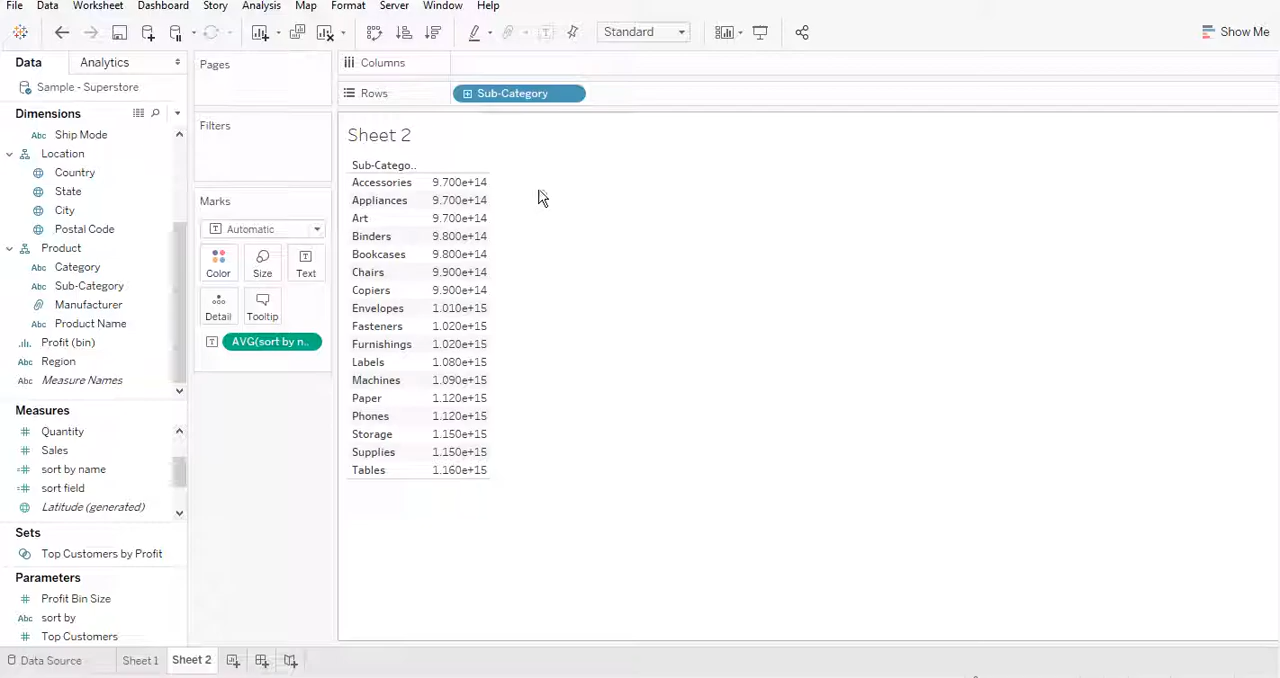 File Data Worksheet Dashboard Story Analysis Map Format Server Window Help
Standard Show Me
Data Analytics
Sample - Superstore
Dimensions
Abc Ship Mode
Location
Country
State
City
Postal Code
Product
Abc Category
Abc Sub-Category
Manufacturer
Abc Product Name
Profit (bin)
Abc Region
Abc Measure Names
Measures
# Quantity
# Sales
=# sort by name
=# sort field
Latitude (generated)
Sets
Top Customers by Profit
Parameters
# Profit Bin Size
Abc sort by
# Top Customers
Pages
Filters
Marks
T Automatic
Color Size T Text
Detail Tooltip
T AVG(sort by n..
Columns
Rows Sub-Category
Sheet 2
Sub-Catego..
Accessories 9.700e+14
Appliances 9.700e+14
Art 9.700e+14
Binders 9.800e+14
Bookcases 9.800e+14
Chairs 9.900e+14
Copiers 9.900e+14
Envelopes 1.010e+15
Fasteners 1.020e+15
Furnishings 1.020e+15
Labels 1.080e+15
Machines 1.090e+15
Paper 1.120e+15
Phones 1.120e+15
Storage 1.150e+15
Supplies 1.150e+15
Tables 1.160e+15
Data Source Sheet 1 Sheet 2